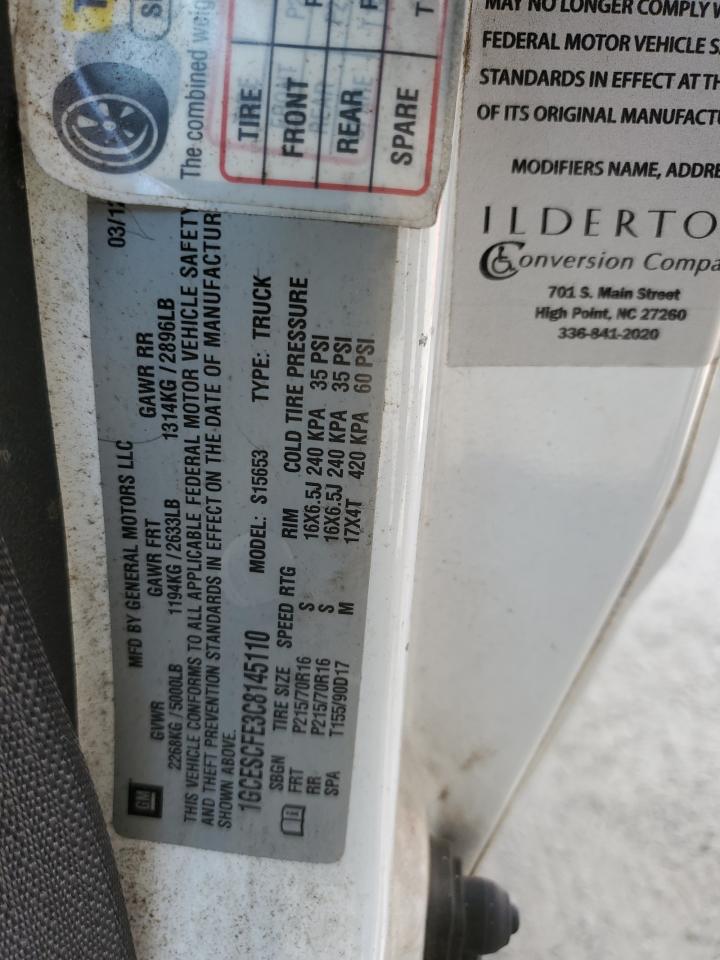 The combined weig
TIRE
FRONT
REAR
SPARE
MAY NO LONGER COMPLY
FEDERAL MOTOR VEHICLE
STANDARDS IN EFFECT AT TH
OF ITS ORIGINAL MANUFACTU
MODIFIERS NAME, ADDRE
ILDERTO
Conversion Compa
701 S. Main Street
High Point, NC 27260
336-841-2020
GM
MFD BY GENERAL MOTORS LLC
03/12
GVWR GAWR FRT GAWR RR
2268KG / 5000LB 1194KG / 2633LB 1314KG / 2896LB
THIS VEHICLE CONFORMS TO ALL APPLICABLE FEDERAL MOTOR VEHICLE SAFETY
AND THEFT PREVENTION STANDARDS IN EFFECT ON THE DATE OF MANUFACTUR
SHOWN ABOVE.
1GCESCFE3C8145110 MODEL: S15653 TYPE: TRUCK
SBGN TIRE SIZE SPEED RTG RIM COLD TIRE PRESSURE
FRT P215/70R16 S 16X6.5J 240 KPA 35 PSI
RR P215/70R16 S 16X6.5J 240 KPA 35 PSI
SPA T155/90D17 M 17X4T 420 KPA 60 PSI